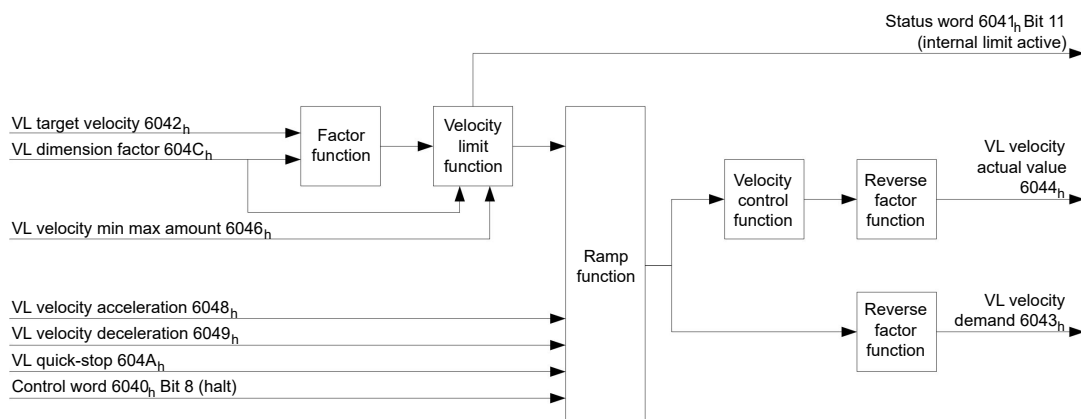 Status word 6041h Bit 11
(internal limit active)
VL target velocity 6042h
VL dimension factor 604Ch
Factor
function
Velocity
limit
function
VL velocity min max amount 6046h
Ramp
function
Velocity
control
function
Reverse
factor
function
VL velocity
actual value
6044h
VL velocity acceleration 6048h
VL velocity deceleration 6049h
VL quick-stop 604Ah
Control word 6040h Bit 8 (halt)
Reverse
factor
function
VL velocity
demand 6043h